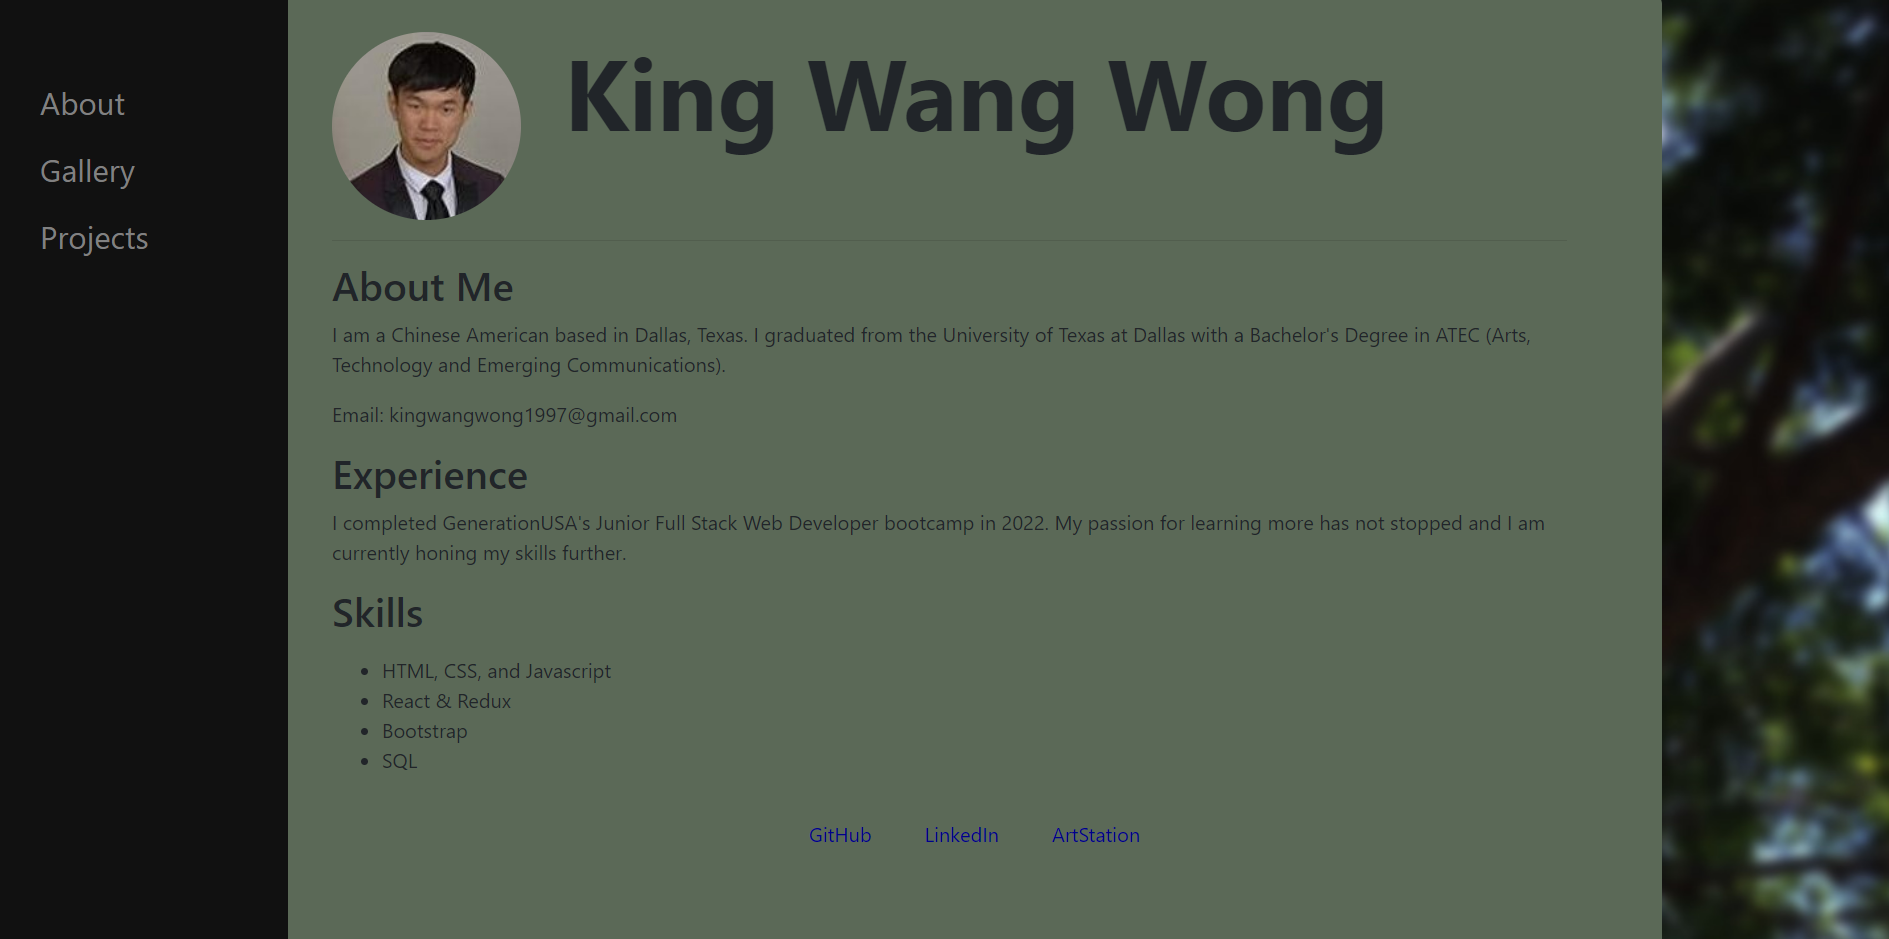 About
Gallery
Projects
King Wang Wong
About Me
I am a Chinese American based in Dallas, Texas. I graduated from the University of Texas at Dallas with a Bachelor's Degree in ATEC (Arts,
Technology and Emerging Communications).
Email: kingwangwong1997@gmail.com
Experience
I completed GenerationUSA's Junior Full Stack Web Developer bootcamp in 2022. My passion for learning more has not stopped and I am
currently honing my skills further.
Skills
• HTML, CSS, and Javascript
• React & Redux
• Bootstrap
• SQL
GitHub LinkedIn ArtStation